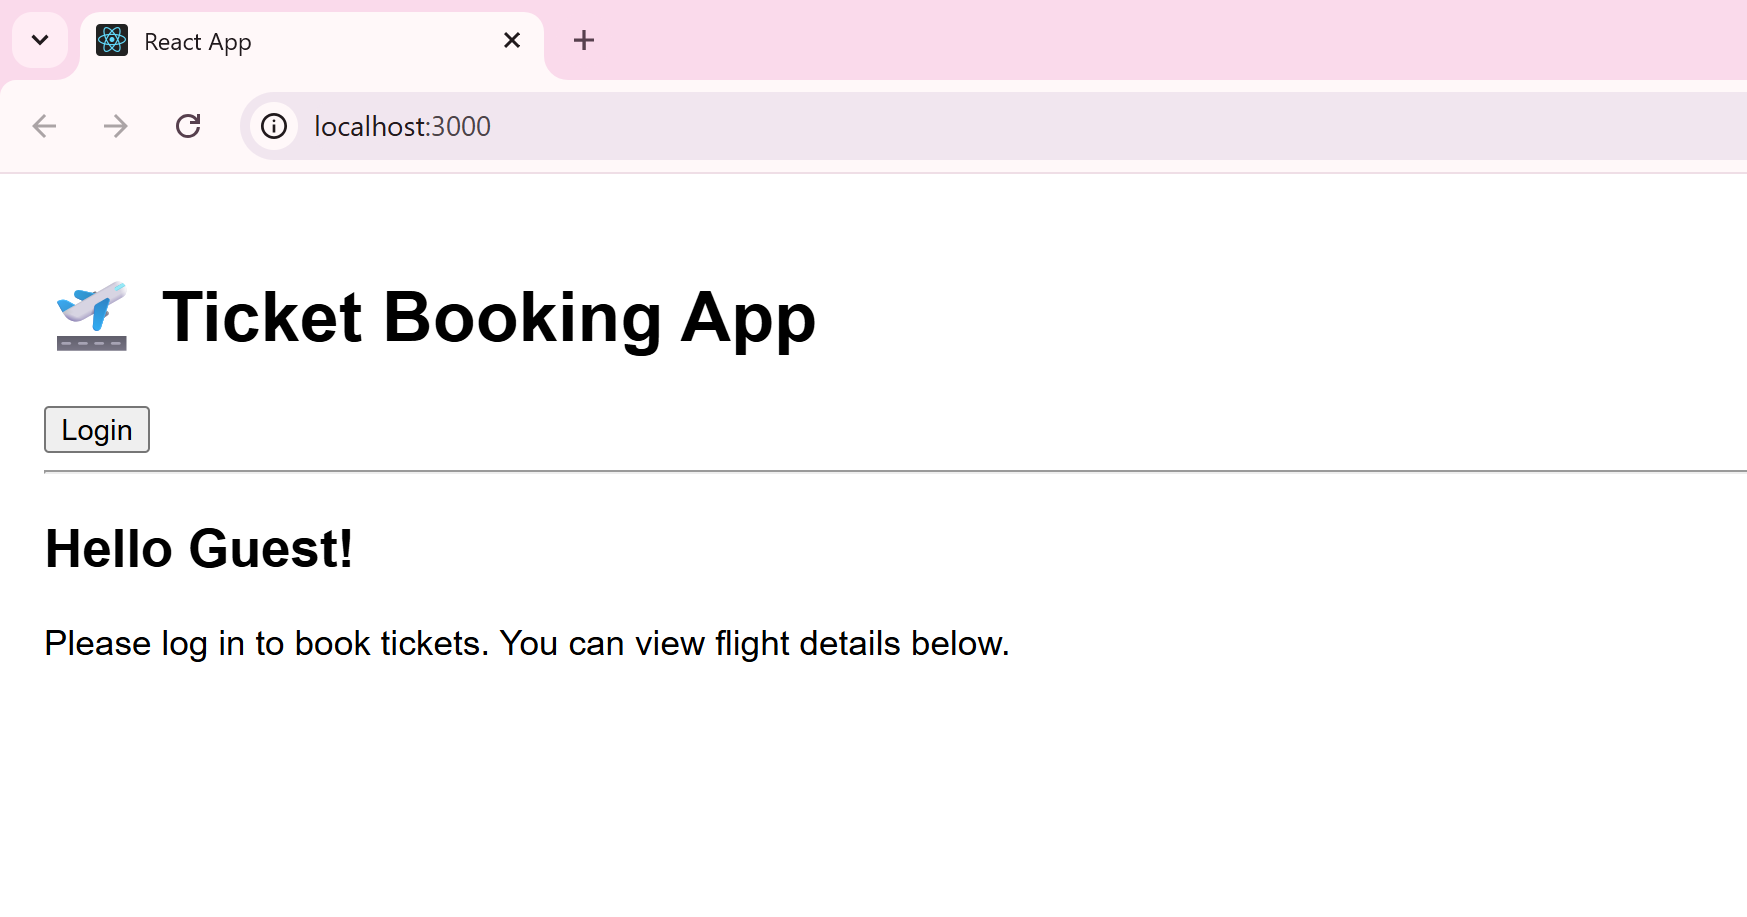 React App
localhost:3000
Ticket Booking App
Login
Hello Guest!
Please log in to book tickets. You can view flight details below.